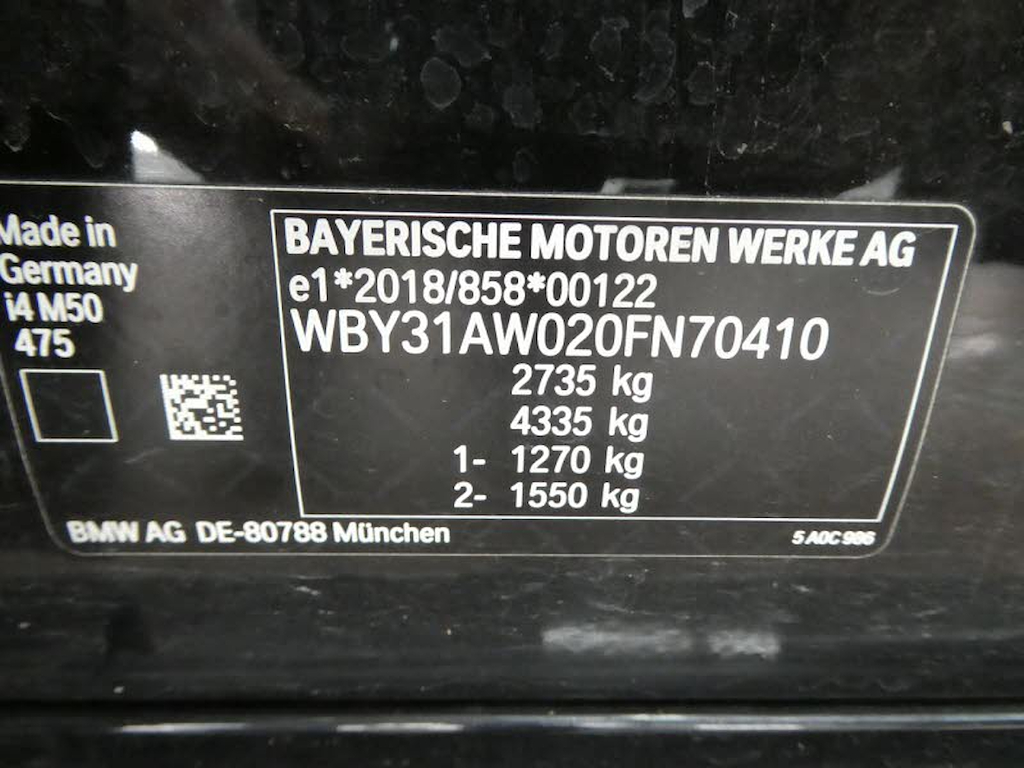 Made in
Germany
i4 M50
475
BAYERISCHE MOTOREN WERKE AG
e1*2018/858*00122
WBY31AW020FN70410
2735 kg
4335 kg
1- 1270 kg
2- 1550 kg
BMW AG DE-80788 München
5 A0C 986